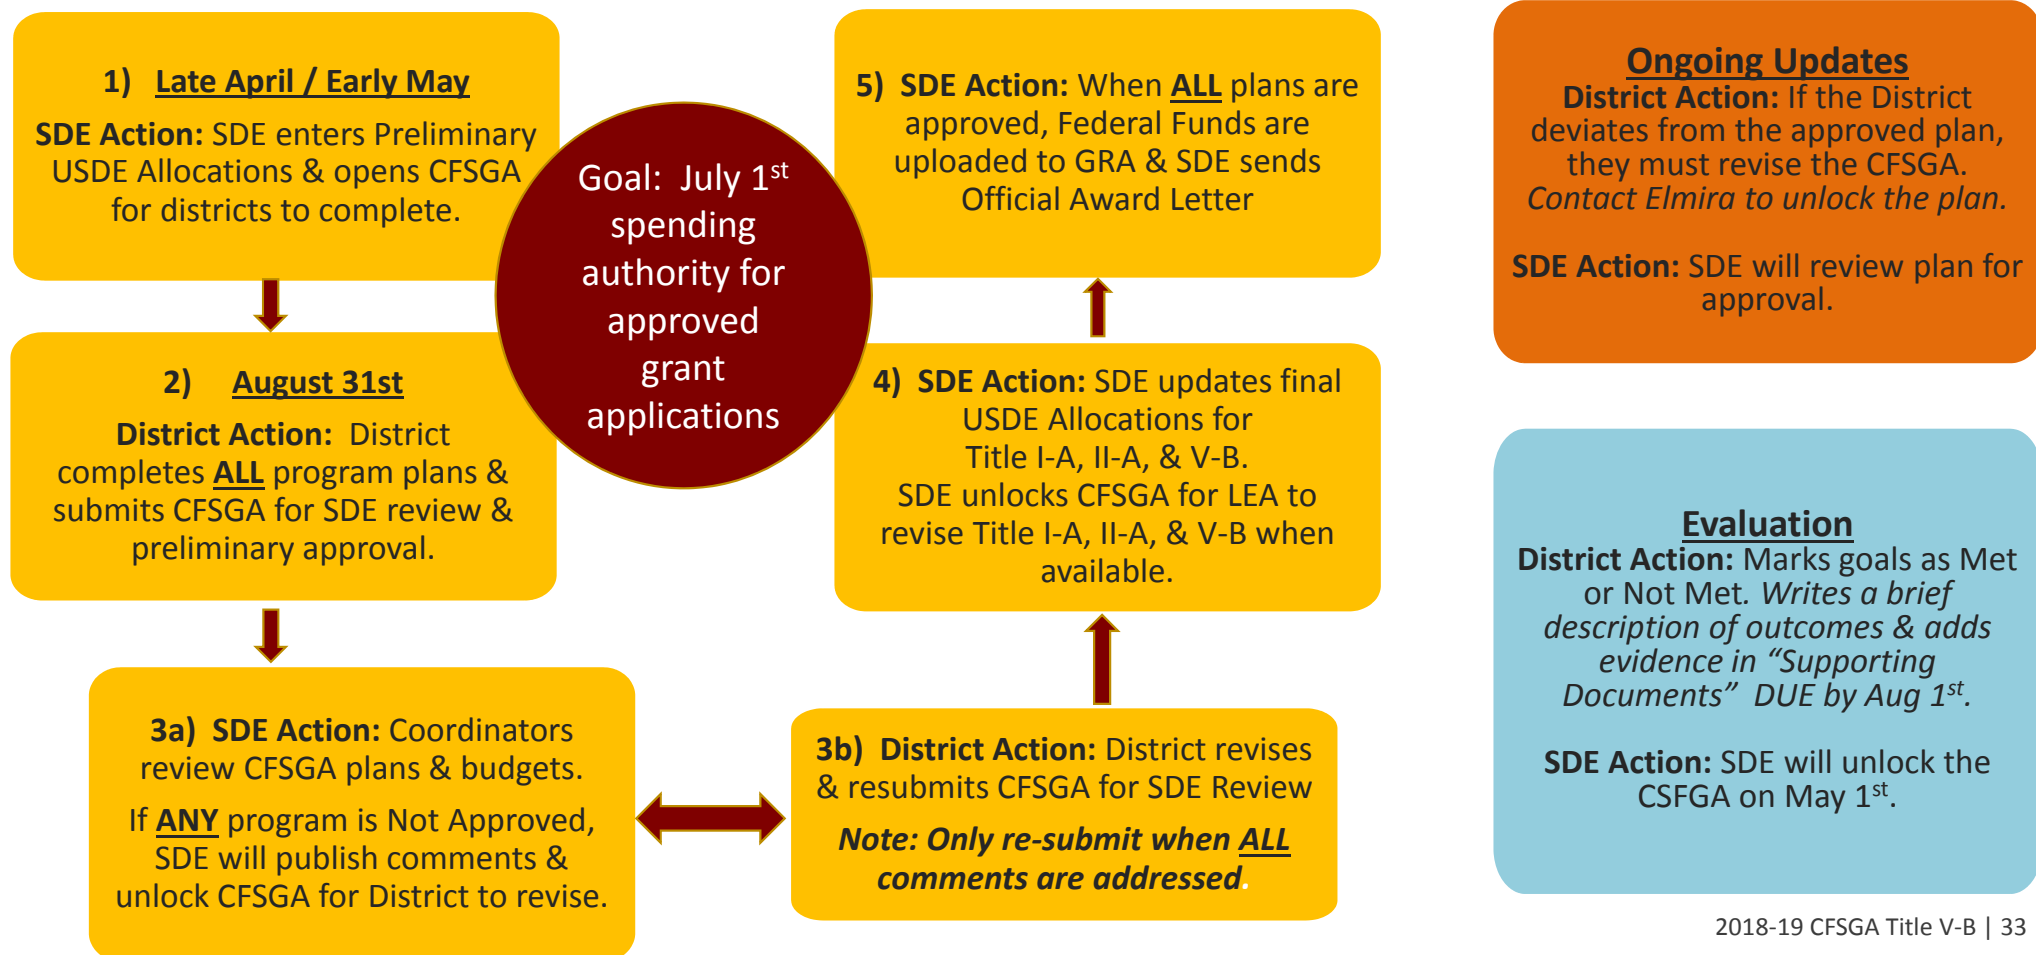 1) Late April / Early May
SDE Action: SDE enters Preliminary
USDE Allocations & opens CFSGA
for districts to complete.
2) August 31st
District Action: District
completes ALL program plans &
submits CFSGA for SDE review &
preliminary approval.
3a) SDE Action: Coordinators
review CFSGA plans & budgets.
If ANY program is Not Approved,
SDE will publish comments &
unlock CFSGA for District to revise.
3b) District Action: District revises
& resubmits CFSGA for SDE Review
Note: Only re-submit when ALL
comments are addressed.
4) SDE Action: SDE updates final
USDE Allocations for
Title I-A, II-A, & V-B.
SDE unlocks CFSGA for LEA to
revise Title I-A, II-A, & V-B when
available.
5) SDE Action: When ALL plans are
approved, Federal Funds are
uploaded to GRA & SDE sends
Official Award Letter
Goal: July 1st
spending
authority for
approved
grant
applications
Ongoing Updates
District Action: If the District
deviates from the approved plan,
they must revise the CFSGA.
Contact Elmira to unlock the plan.
SDE Action: SDE will review plan for
approval.
Evaluation
District Action: Marks goals as Met
or Not Met. Writes a brief
description of outcomes & adds
evidence in “Supporting
Documents” DUE by Aug 1st.
SDE Action: SDE will unlock the
CSFGA on May 1st.
2018-19 CFSGA Title V-B | 33